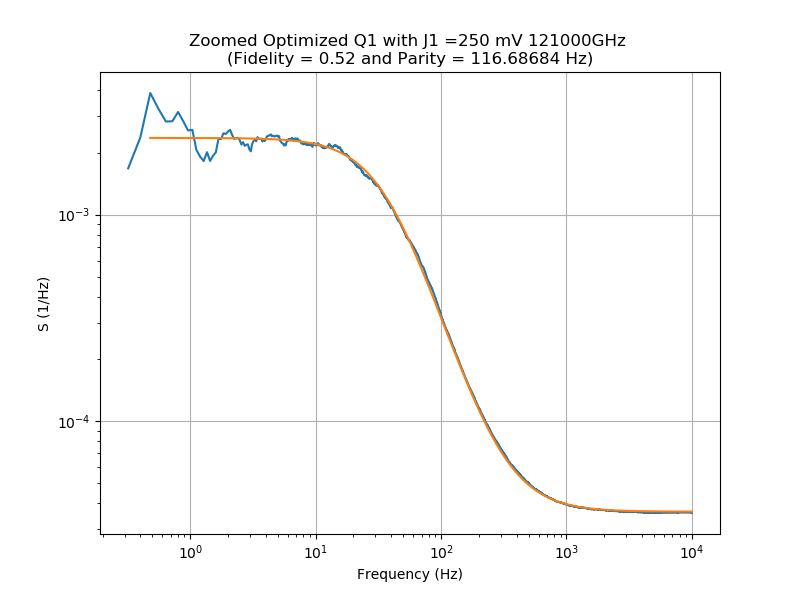 Zoomed Optimized Q1 with J1 =250 mV 121000GHz
(Fidelity = 0.52 and Parity = 116.68684 Hz)
S (1/Hz)
10⁻³
10⁻⁴
10⁰ 10¹ 10² 10³ 10⁴
Frequency (Hz)